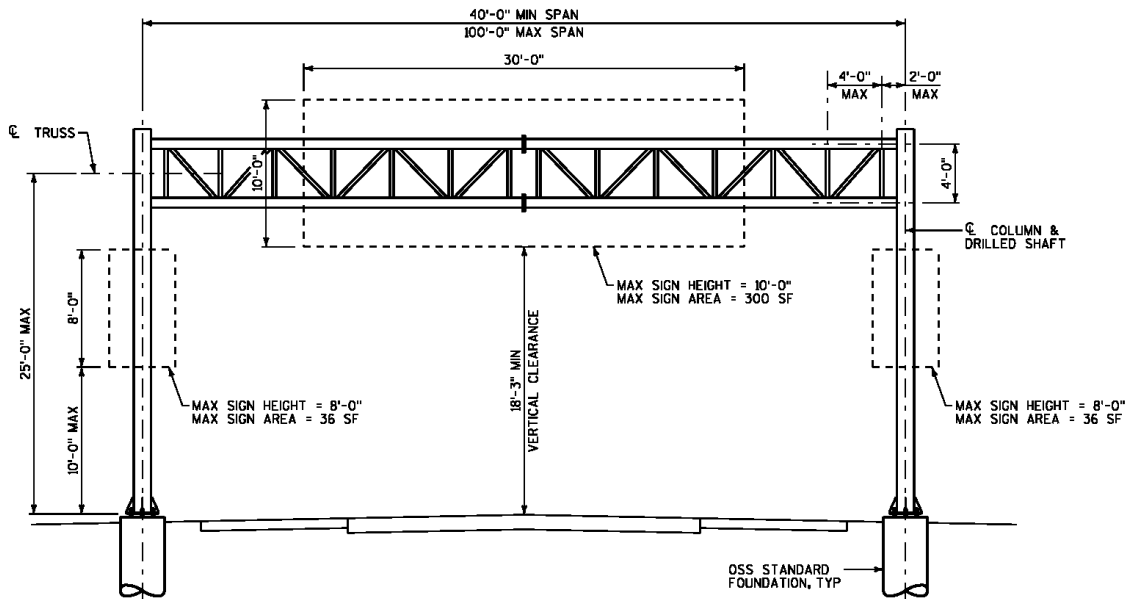 40'-0" MIN SPAN
100'-0" MAX SPAN
30'-0"
4'-0"
MAX
2'-0"
MAX
℄ TRUSS
10'-0"
4'-0"
℄ COLUMN &
DRILLED SHAFT
MAX SIGN HEIGHT = 10'-0"
MAX SIGN AREA = 300 SF
8'-0"
25'-0" MAX
18'-3" MIN
VERTICAL CLEARANCE
MAX SIGN HEIGHT = 8'-0"
MAX SIGN AREA = 36 SF
MAX SIGN HEIGHT = 8'-0"
MAX SIGN AREA = 36 SF
10'-0" MAX
OSS STANDARD
FOUNDATION, TYP